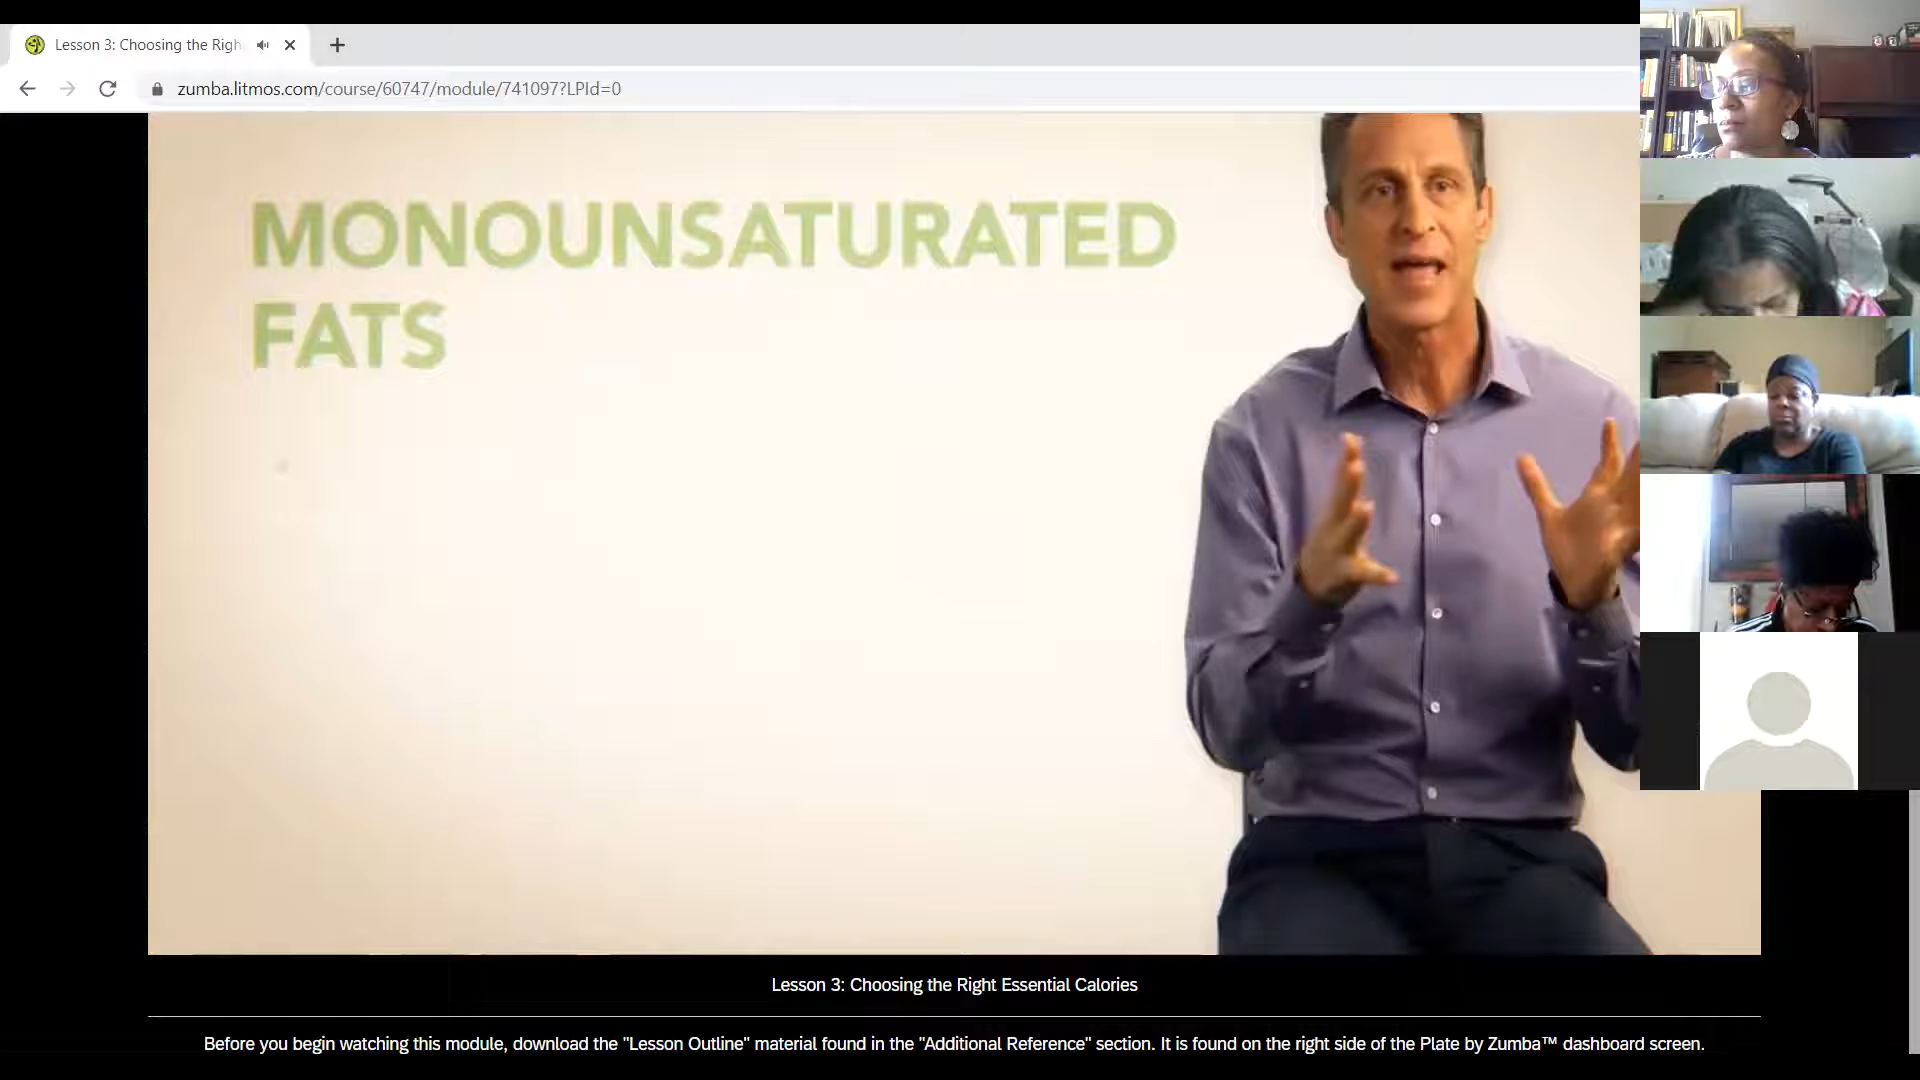 Lesson 3: Choosing the Righ
zumba.litmos.com/course/60747/module/741097?LPId=0
MONOUNSATURATED
FATS
Lesson 3: Choosing the Right Essential Calories
Before you begin watching this module, download the "Lesson Outline" material found in the "Additional Reference" section. It is found on the right side of the Plate by Zumba™ dashboard screen.